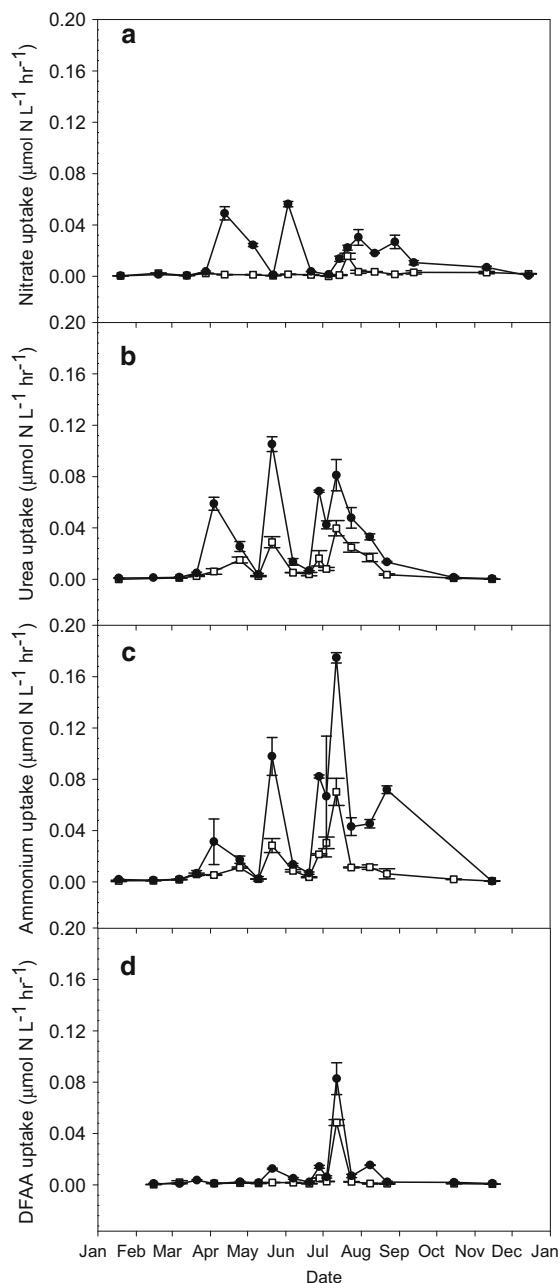 a
0.20
0.16
0.12
0.08
0.04
0.00
Nitrate uptake (μmol N L⁻¹ hr⁻¹)
b
0.20
0.16
0.12
0.08
0.04
0.00
Urea uptake (μmol N L⁻¹ hr⁻¹)
c
0.20
0.16
0.12
0.08
0.04
0.00
Ammonium uptake (μmol N L⁻¹ hr⁻¹)
d
0.20
0.16
0.12
0.08
0.04
0.00
DFAA uptake (μmol N L⁻¹ hr⁻¹)
Jan Feb Mar Apr May Jun Jul Aug Sep Oct Nov Dec Jan
Date